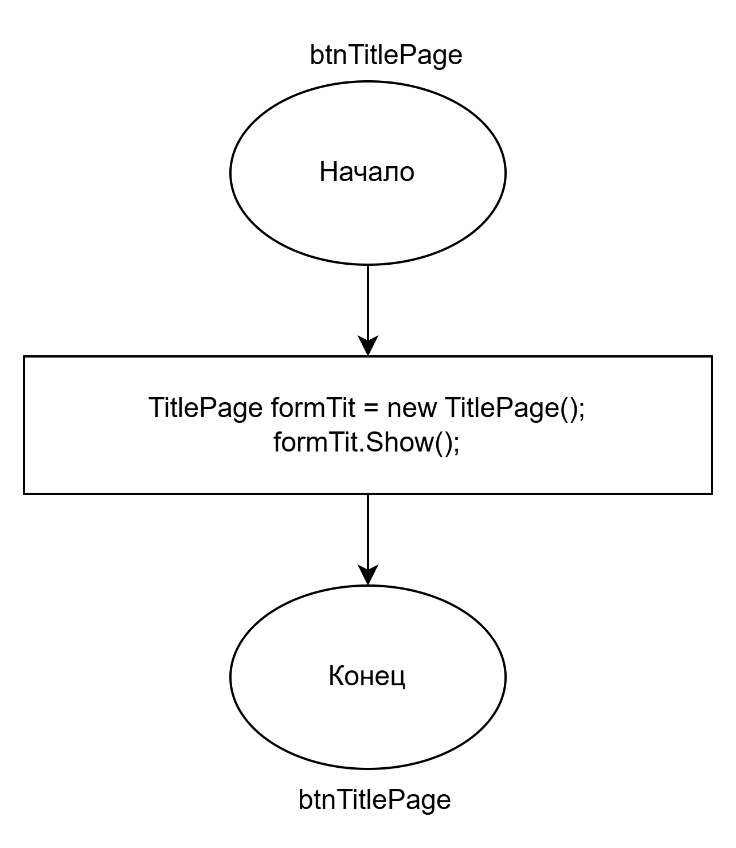 btnTitlePage
Начало
TitlePage formTit = new TitlePage();
formTit.Show();
Конец
btnTitlePage